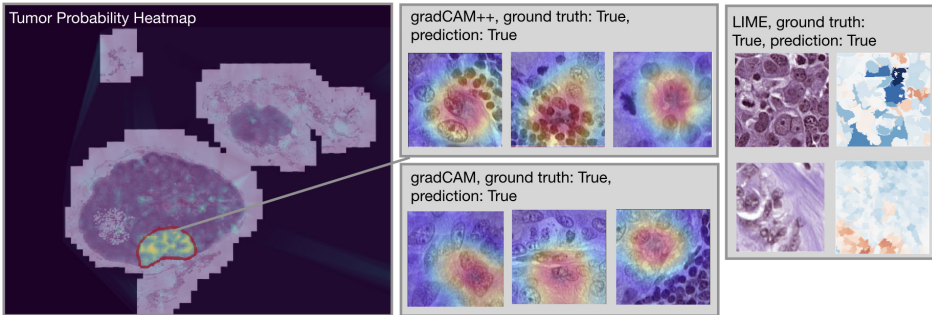 Tumor Probability Heatmap
gradCAM++, ground truth: True,
prediction: True
gradCAM, ground truth: True,
prediction: True
LIME, ground truth:
True, prediction: True